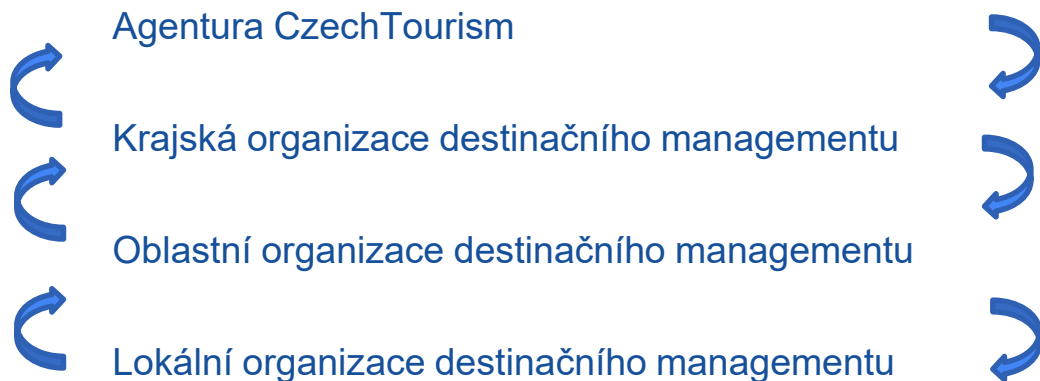 Agentura CzechTourism
Krajská organizace destinačního managementu
Oblastní organizace destinačního managementu
Lokální organizace destinačního managementu